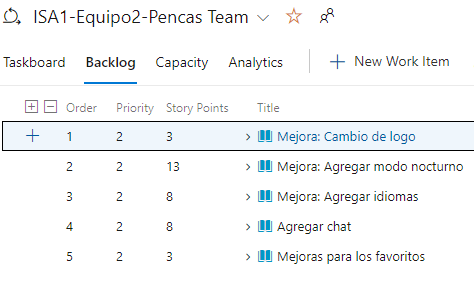 ISA1-Equipo2-Pencas Team
Taskboard Backlog Capacity Analytics New Work Item
Order Priority Story Points Title
1 2 3 Mejora: Cambio de logo
2 2 13 Mejora: Agregar modo nocturno
3 2 8 Mejora: Agregar idiomas
4 2 8 Agregar chat
5 2 3 Mejoras para los favoritos